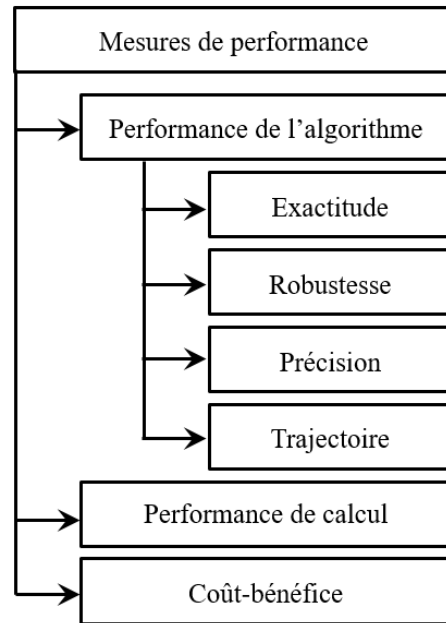 Mesures de performance
Performance de l’algorithme
Exactitude
Robustesse
Précision
Trajectoire
Performance de calcul
Coût-bénéfice